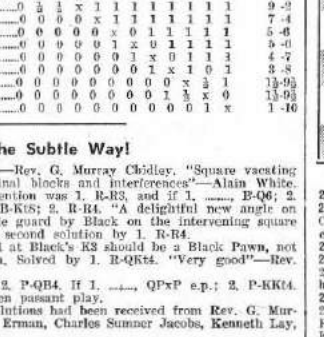 .....0 ½ ½ x 1 1 1 1 1 1 1 9 -2
.....0 0 0 0 x 1 1 1 1 1 1 7 -4
.....0 0 0 0 0 x 0 1 1 1 1 5 -6
.....0 0 0 0 0 1 x 0 1 1 1 5 -6
.....0 0 0 0 0 0 1 x 0 1 1 4 -7
.....0 0 0 0 0 0 0 1 x 1 0 1 3 -8
.....0 0 0 0 0 0 0 0 0 x ½ 1 1½-9½
.....0 0 0 0 0 0 0 0 1 ½ x 0 1½-9½
.....0 0 0 0 0 0 0 0 0 0 1 x 1 -10
he Subtle Way!
—Rev. G. Murray Chidley. "Square vacating
inal blocks and interferences"—Alain White.
ention was 1. R-R3, and if 1. ......, B-Q6; 2.
B-Kt8; 2. R-R4. "A delightful new angle on
le guard by Black on the intervening square
second solution by 1. R-R4.
l at Black's K3 should be a Black Pawn, not
n. Solved by 1. R-QKt4. "Very good"—Rev.
2. P-QB4. If 1. ......, QPxP e.p.; 2. P-KKt4.
en passant play.
lutions had been received from Rev. G. Mur-
Erman, Charles Sumner Jacobs, Kenneth Lay,